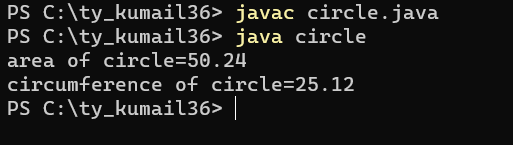 PS C:\ty_kumail36> javac circle.java
PS C:\ty_kumail36> java circle
area of circle=50.24
circumference of circle=25.12
PS C:\ty_kumail36>